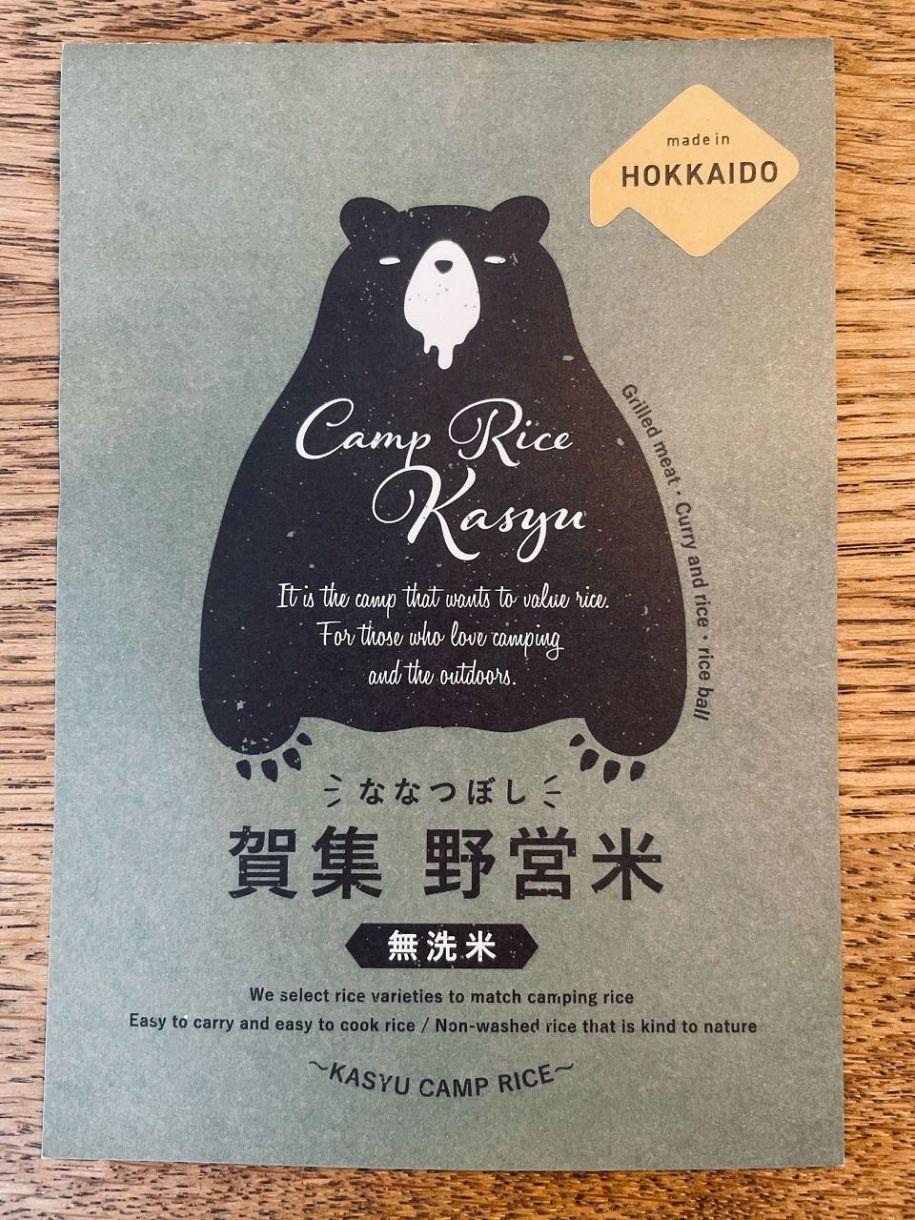 made in
HOKKAIDO
Camp Rice
Kasyu
It is the camp that wants to value rice.
For those who love camping
and the outdoors.
Grilled meat・Curry and rice・rice ball
ななつぼし
賀集 野営米
無洗米
We select rice varieties to match camping rice
Easy to carry and easy to cook rice / Non-washed rice that is kind to nature
～KASYU CAMP RICE～